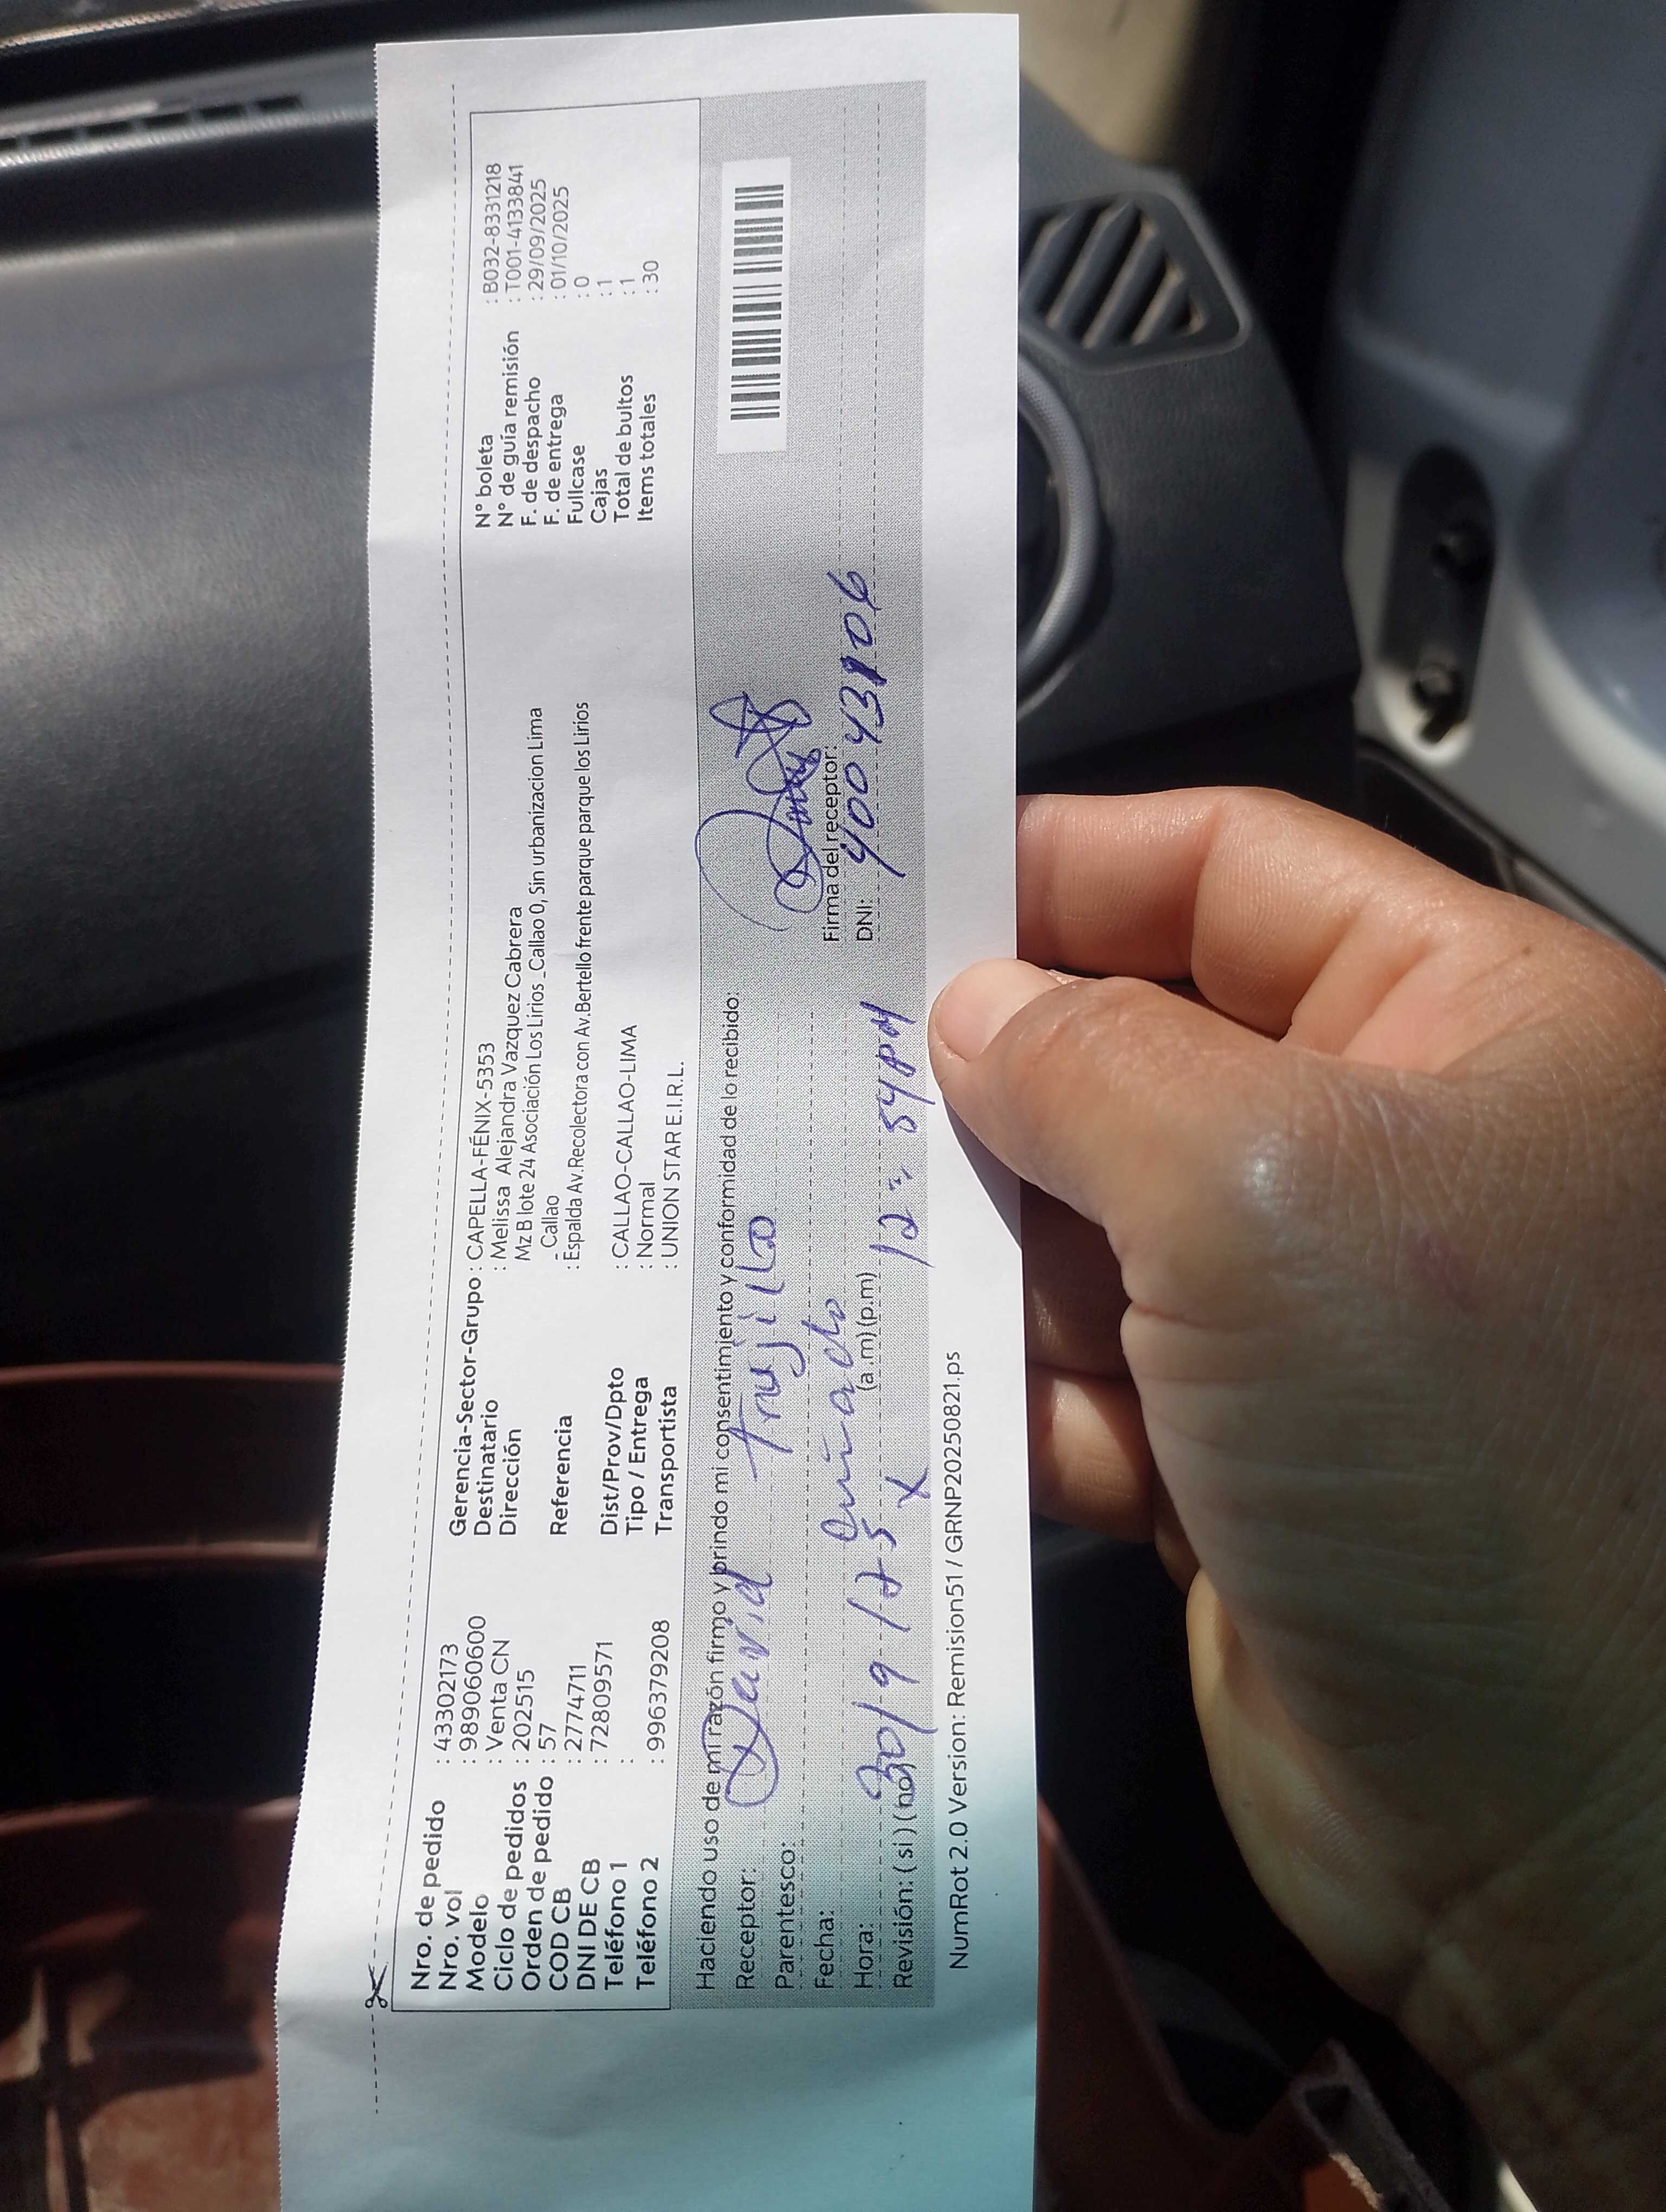 Nro. de pedido : 43302173
Nro. vol : 989060600
Modelo : Venta CN
Ciclo de pedidos : 202515
Orden de pedido : 57
COD CB : 2774711
DNI DE CB : 72809571
Teléfono 1 :
Teléfono 2 : 996379208
Gerencia-Sector-Grupo : CAPELLA-FÉNIX-5353
Destinatario : Melissa Alejandra Vazquez Cabrera
Dirección Mz B lote 24 Asociación Los Lirios _Callao 0, Sin urbanizacion Lima
- Callao
Referencia : Espalda Av.Recolectora con Av.Bertello frente parque parque los Lirios
Dist/Prov/Dpto : CALLAO-CALLAO-LIMA
Tipo / Entrega : Normal
Transportista : UNION STAR E.I.R.L.
N° boleta : B032-8331218
N° de guía remisión : T001-4133841
F. de despacho : 29/09/2025
F. de entrega : 01/10/2025
Fullcase : 0
Cajas : 1
Total de bultos : 1
Items totales : 30
Haciendo uso de mi razón firmo y brindo mi consentimiento y conformidad de lo recibido:
Receptor: David Trujillo
Parentesco:
Fecha: Cuñado
Hora: 30/9/25 (a.m) (p.m) 12:54pm
Revisión: ( si ) ( no) X
Firma del receptor:
DNI: 40043106
NumRot 2.0 Version: Remision51 / GRNP20250821.ps